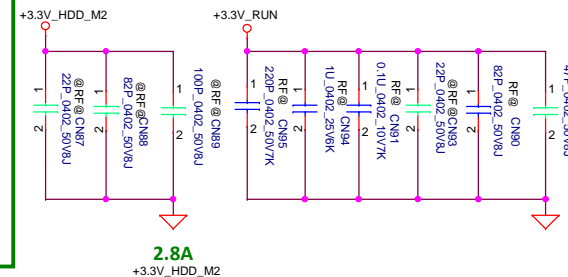 +3.3V_HDD_M2
+3.3V_RUN
1
2
@RF@ CN87
22P_0402_50V8J
1
2
@RF@ CN88
82P_0402_50V8J
1
2
@RF@ CN89
100P_0402_50V8J
1
2
RF@ CN95
220P_0402_50V7K
1
2
RF@ CN94
1U_0402_25V6K
1
2
RF@ CN91
0.1U_0402_10V7K
1
2
@RF@ CN93
22P_0402_50V8J
1
2
RF@ CN90
82P_0402_50V8J
1
2
2.8A
+3.3V_HDD_M2